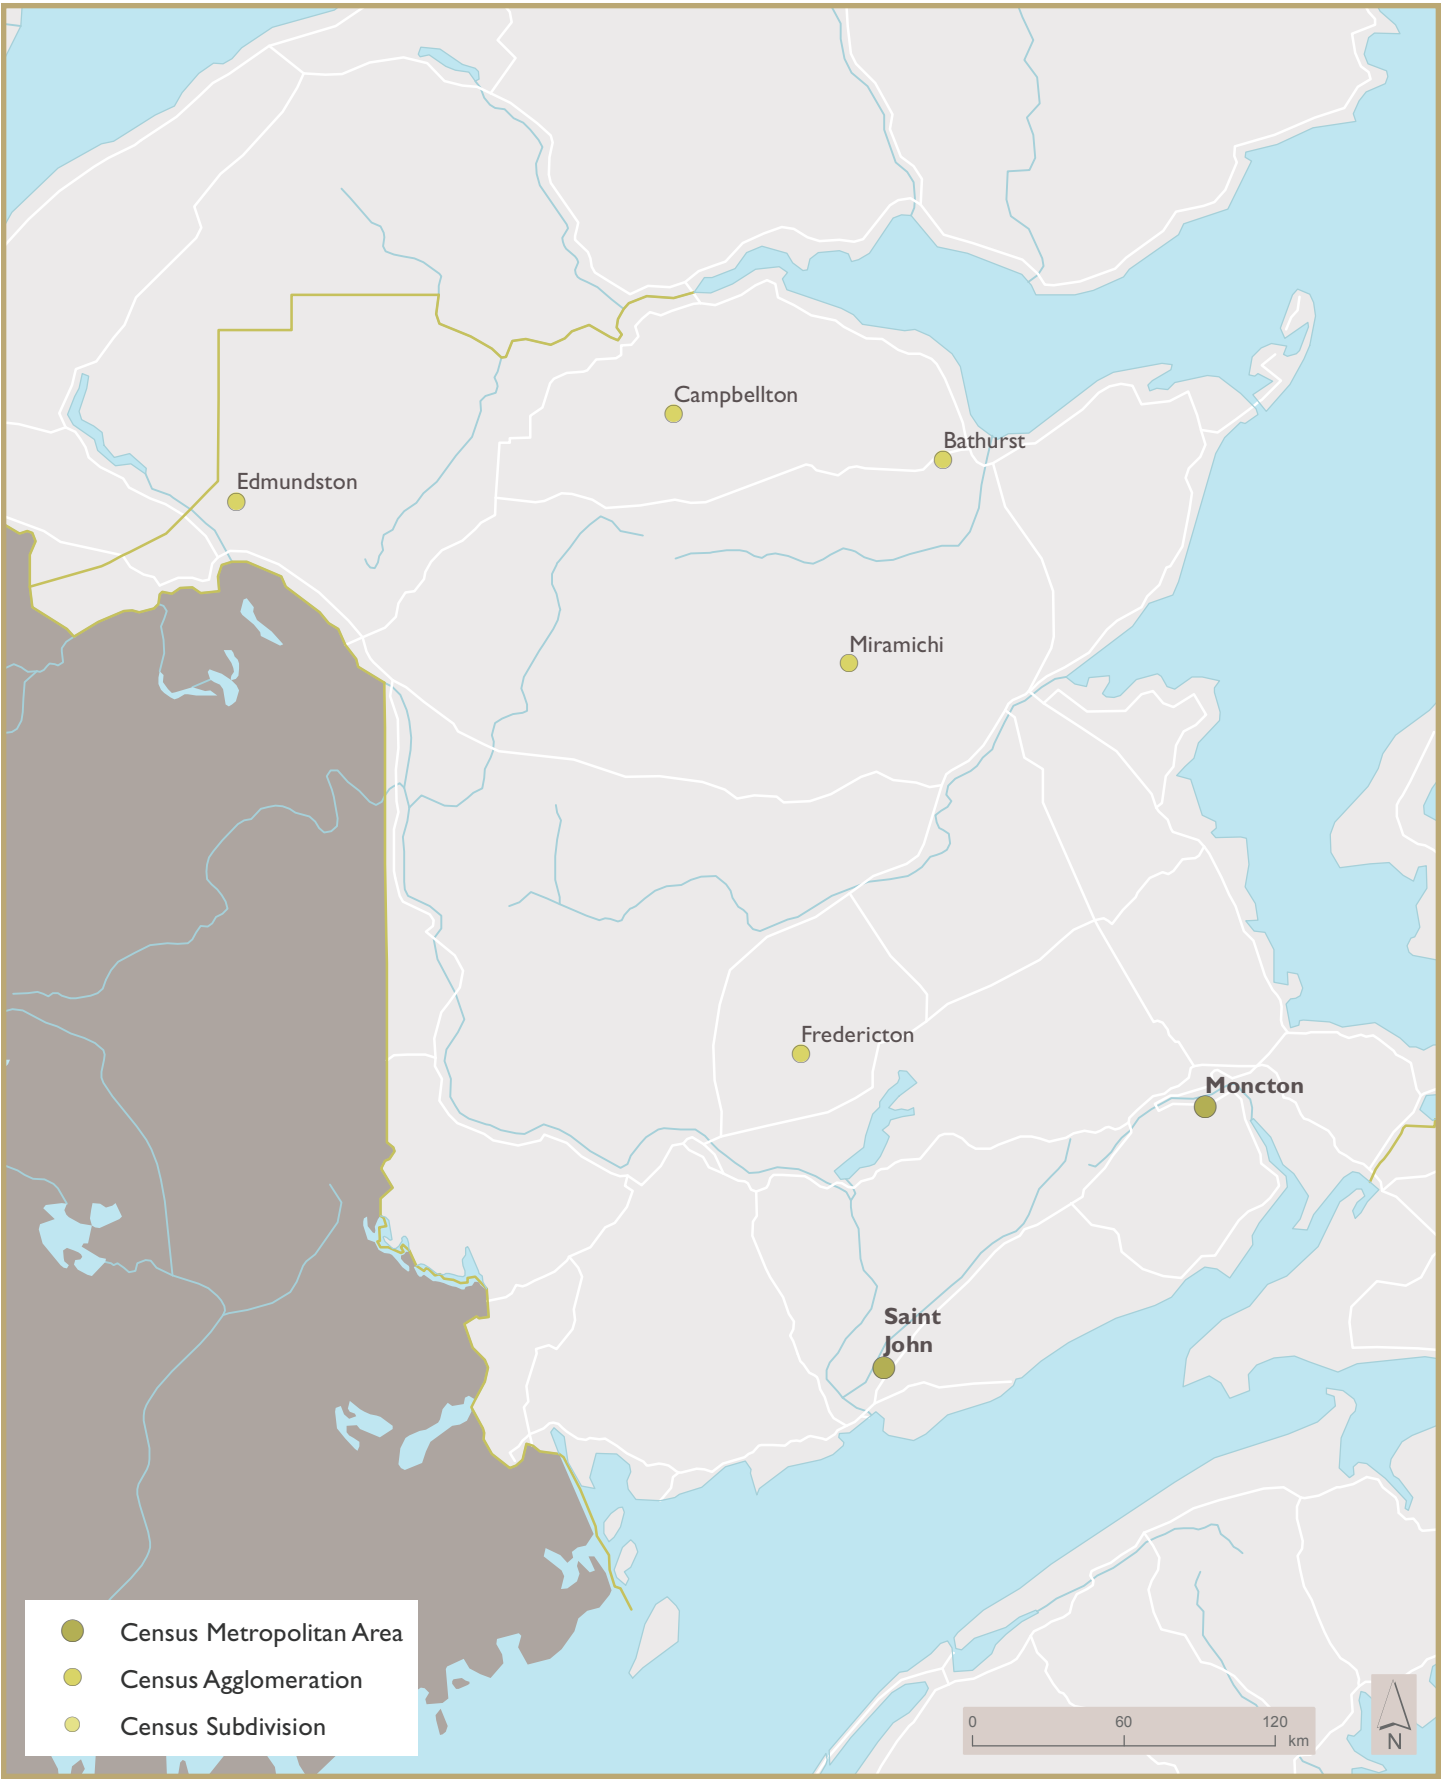 Campbellton
Bathurst
Edmundston
Miramichi
Fredericton
Moncton
Saint
John
Census Metropolitan Area
Census Agglomeration
Census Subdivision
0 60 120
km
N